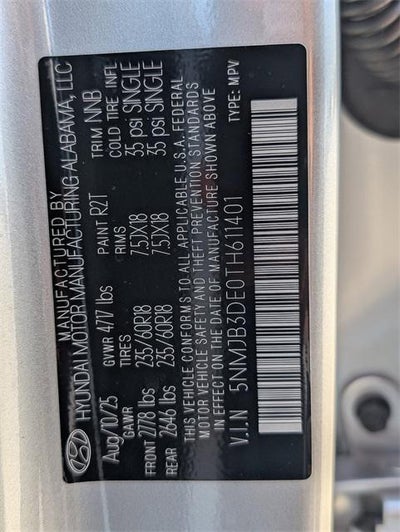 MANUFACTURED BY
HYUNDAI MOTOR MANUFACTURING ALABAMA, LLC
Aug/10/25 GVWR 4717 lbs PAINT R2T TRIM NNB
GAWR TIRES RIMS COLD TIRE INFL
FRONT 2778 lbs 235/60R18 7.5JX18 35 psi SINGLE
REAR 2646 lbs 235/60R18 7.5JX18 35 psi SINGLE
THIS VEHICLE CONFORMS TO ALL APPLICABLE U.S.A. FEDERAL
MOTOR VEHICLE SAFETY AND THEFT PREVENTION STANDARDS
IN EFFECT ON THE DATE OF MANUFACTURE SHOWN ABOVE
V.I.N 5NMJB3DE0TH611401 TYPE: MPV